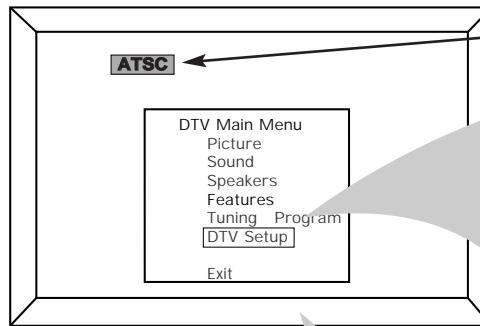 ATSC
DTV Main Menu
Picture
Sound
Speakers
Features
Tuning Program
DTV Setup
Exit